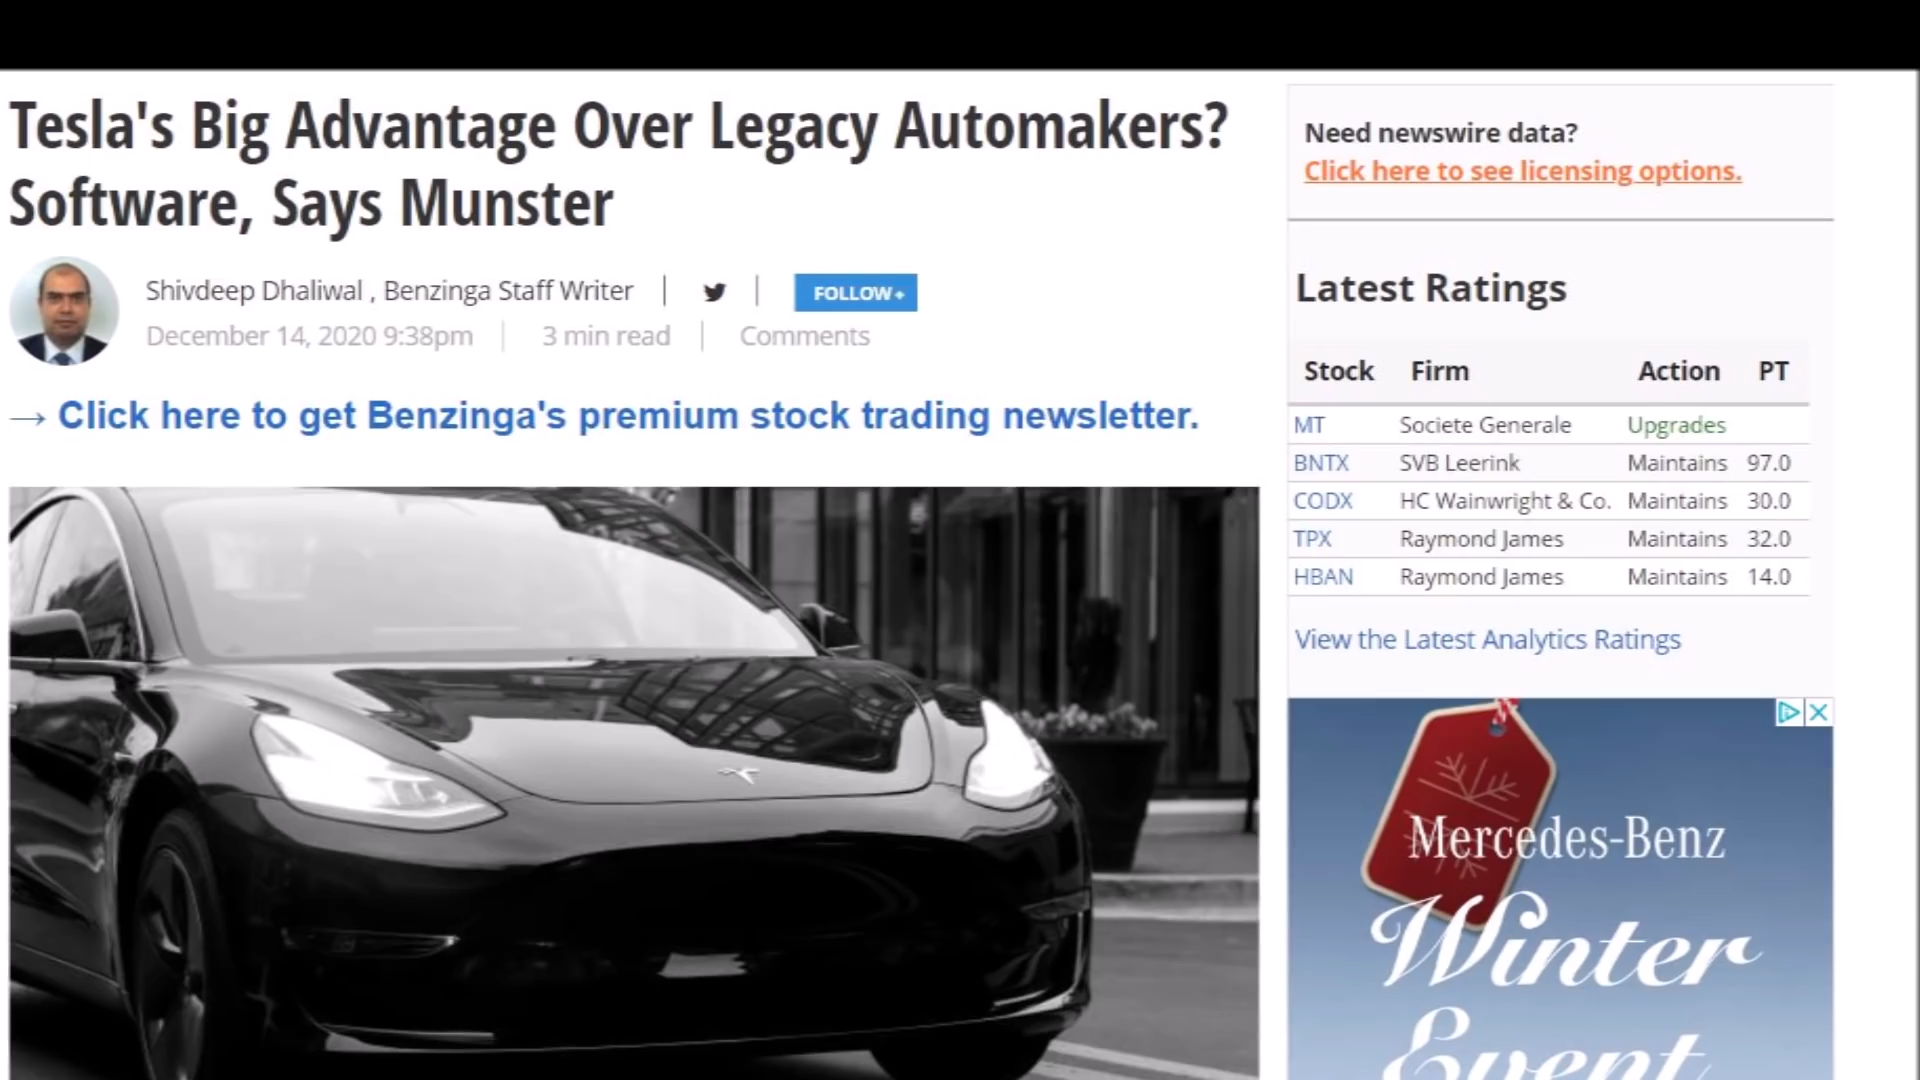 Tesla's Big Advantage Over Legacy Automakers?
Software, Says Munster
Shivdeep Dhaliwal , Benzinga Staff Writer
FOLLOW+
December 14, 2020 9:38pm
3 min read
Comments
→ Click here to get Benzinga's premium stock trading newsletter.
Need newswire data?
Click here to see licensing options.
Latest Ratings
Stock Firm Action PT
MT Societe Generale Upgrades
BNTX SVB Leerink Maintains 97.0
CODX HC Wainwright & Co. Maintains 30.0
TPX Raymond James Maintains 32.0
HBAN Raymond James Maintains 14.0
View the Latest Analytics Ratings
Mercedes-Benz
Winter
Event